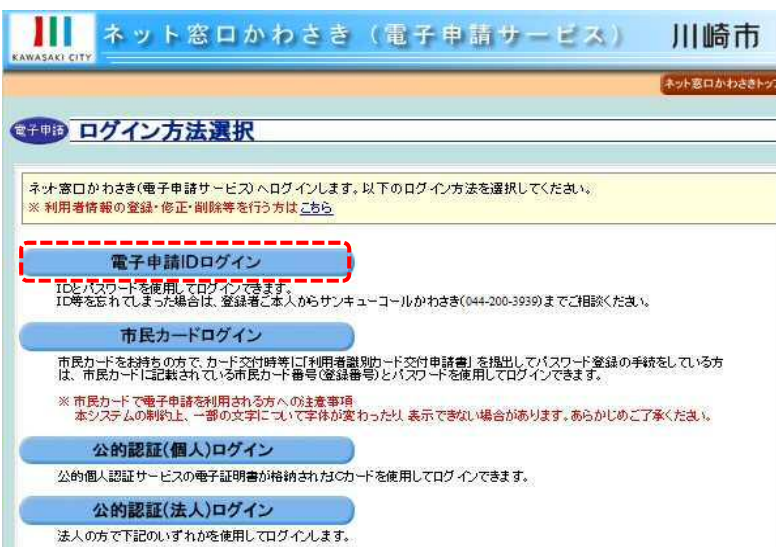 ネット窓口かわさき（電子申請サービス）
川崎市
KAWASAKI CITY
ネット窓口かわさきトップ
電子申請 ログイン方法選択
ネット窓口かわさき(電子申請サービス)へログインします。以下のログイン方法を選択してください。
※ 利用者情報の登録・修正・削除等を行う方はこちら
電子申請IDログイン
IDとパスワードを使用してログインできます。
ID等を忘れてしまった場合は、登録者ご本人からサンキューコールかわさき(044-200-3939)までご相談ください。
市民カードログイン
市民カードをお持ちの方で、カード交付時等に「利用者識別カード交付申請書」を提出してパスワード登録の手続をしている方
は、市民カードに記載されている市民カード番号(登録番号)とパスワードを使用してログインできます。
※ 市民カードで電子申請を利用される方への注意事項
本システムの制約上、一部の文字について字体が変わったり、表示できない場合があります。あらかじめご了承ください。
公的認証(個人)ログイン
公的個人認証サービスの電子証明書が格納されたICカードを使用してログインできます。
公的認証(法人)ログイン
法人の方で下記のいずれかを使用してログインします。